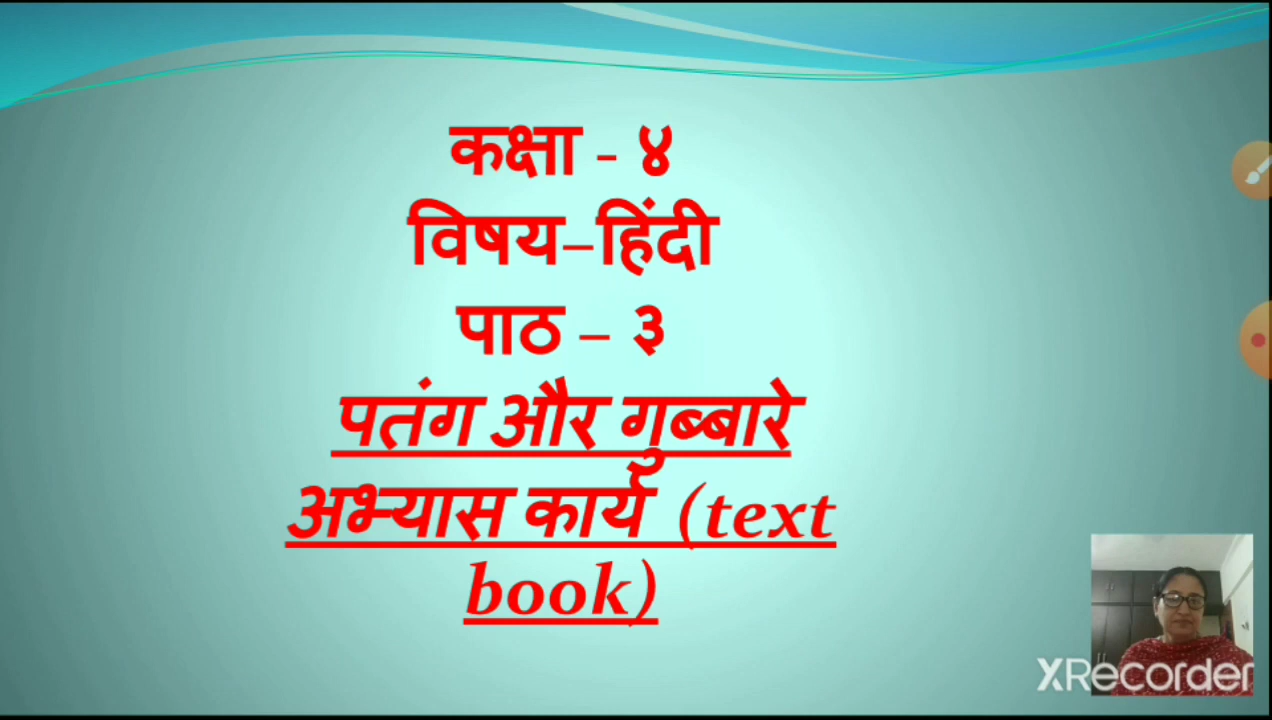 कक्षा - ४
विषय–हिंदी
पाठ – ३
पतंग और गुब्बारे
अभ्यास कार्य (text
book)
XRecorder